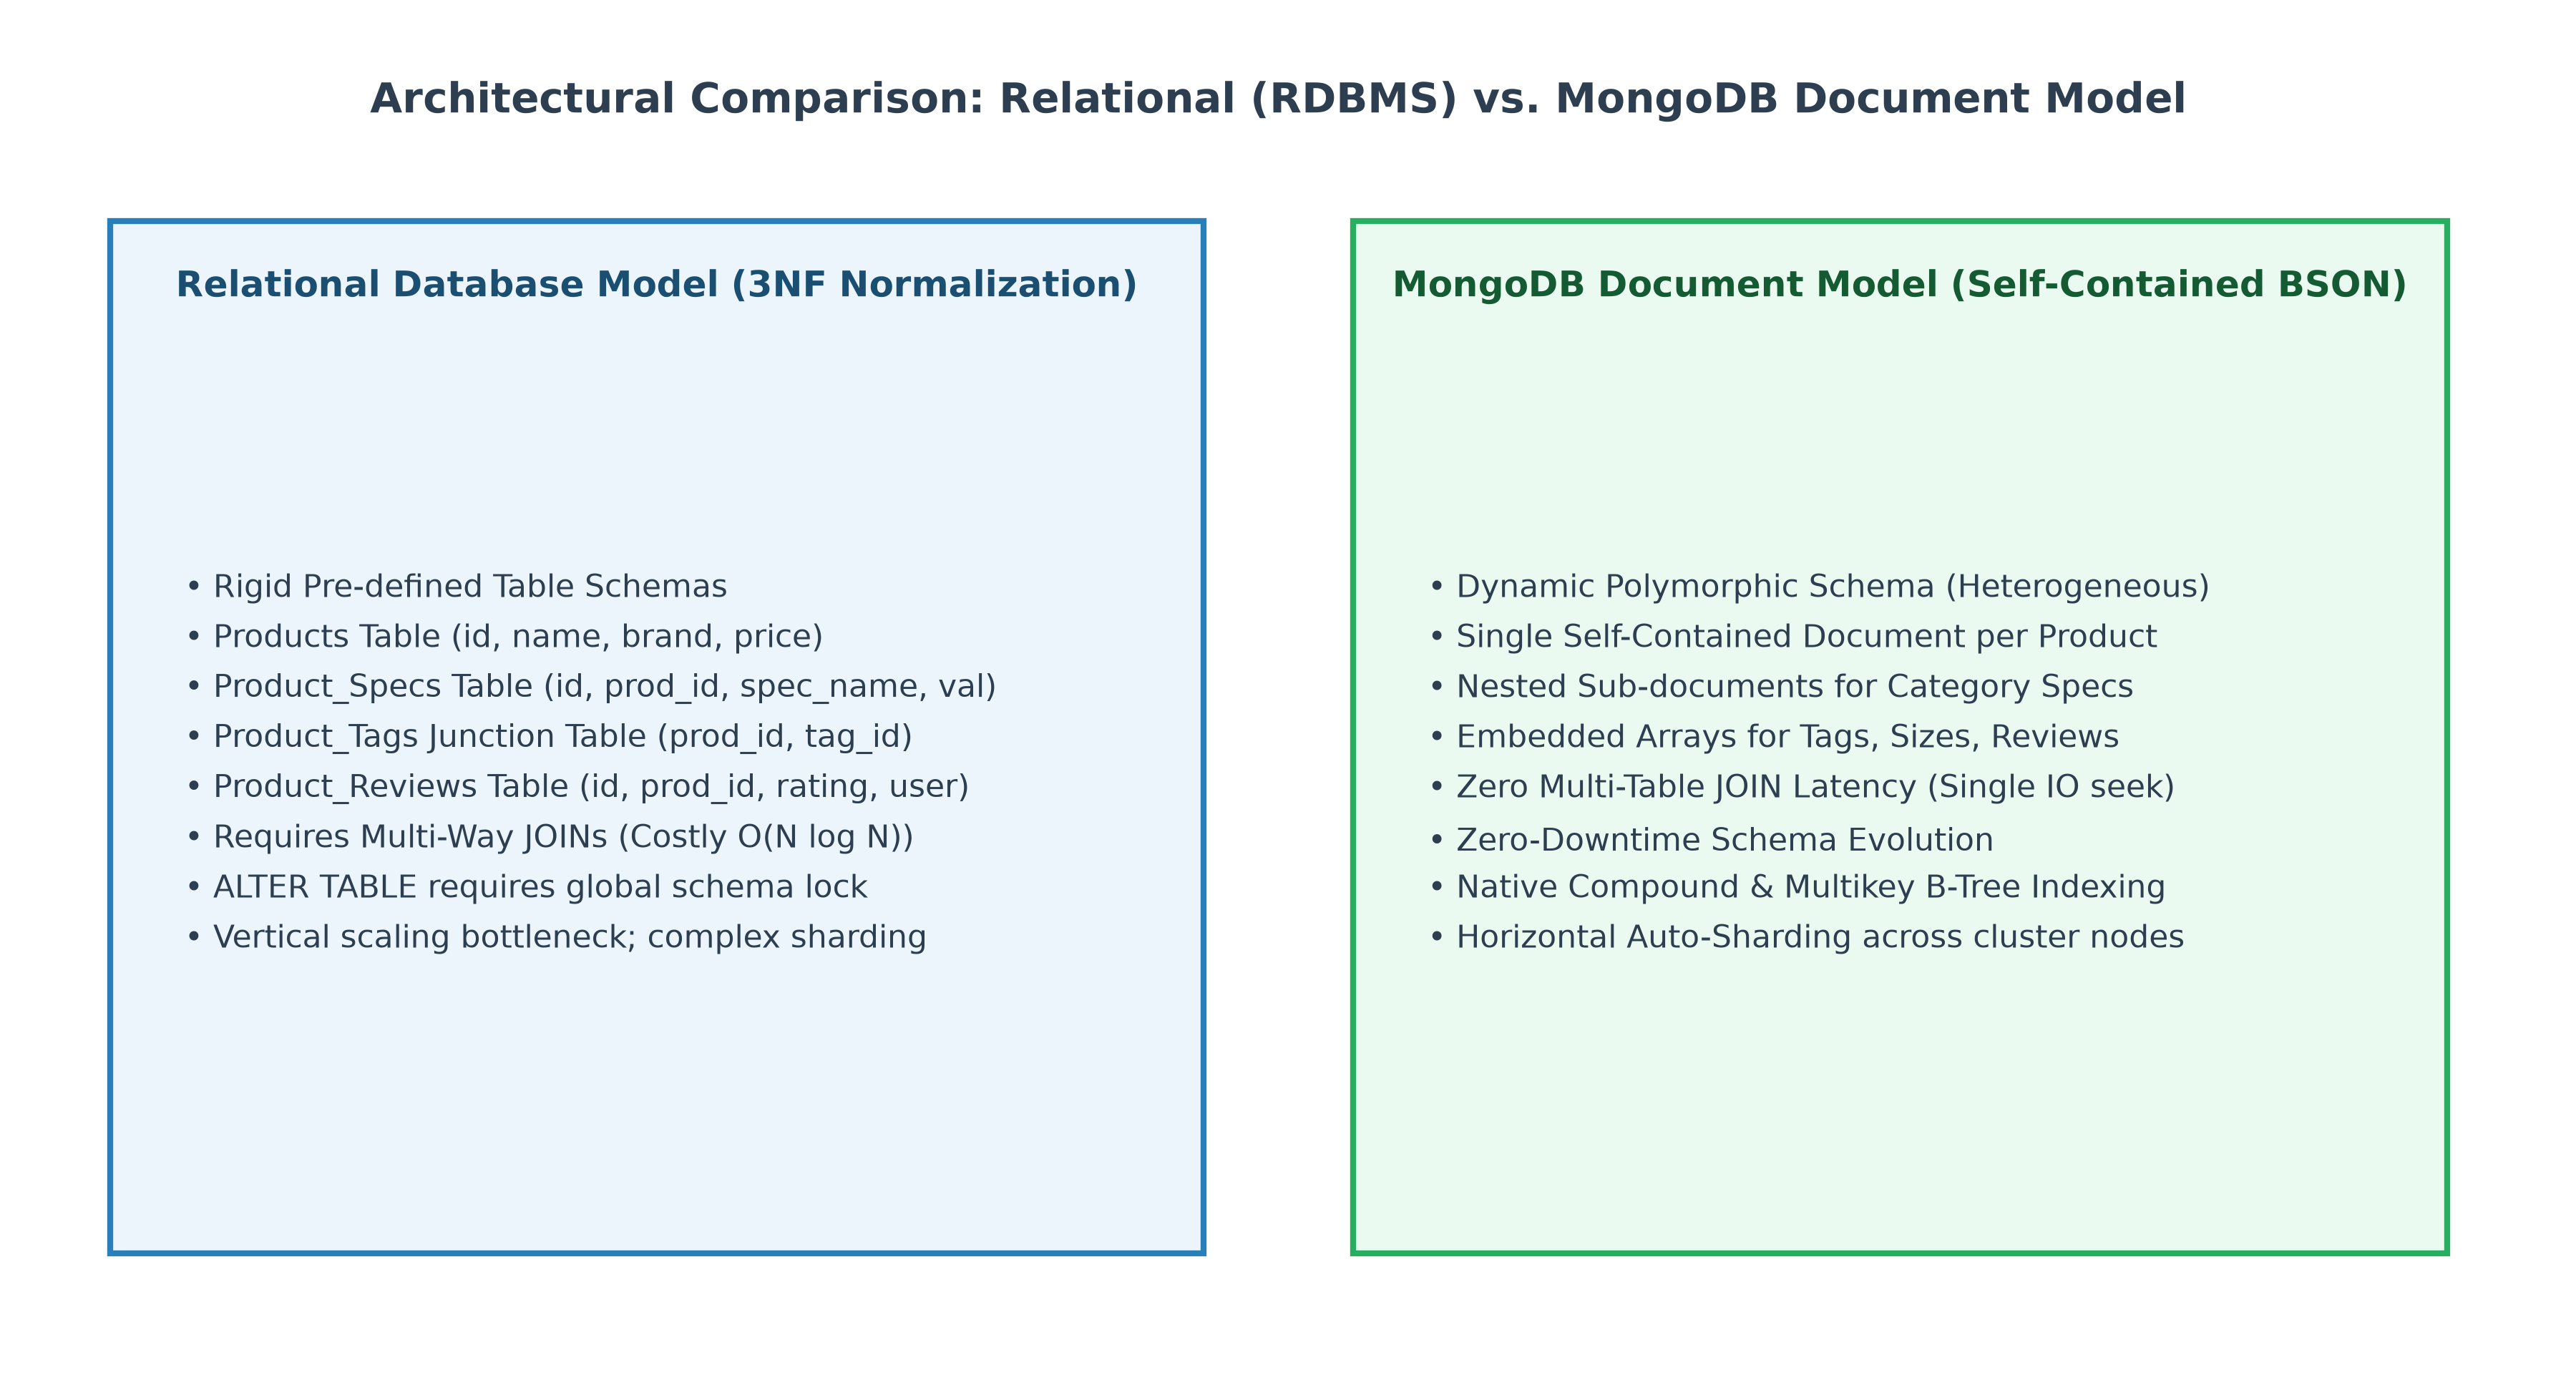 Architectural Comparison: Relational (RDBMS) vs. MongoDB Document Model
Relational Database Model (3NF Normalization)
• Rigid Pre-defined Table Schemas
• Products Table (id, name, brand, price)
• Product_Specs Table (id, prod_id, spec_name, val)
• Product_Tags Junction Table (prod_id, tag_id)
• Product_Reviews Table (id, prod_id, rating, user)
• Requires Multi-Way JOINs (Costly O(N log N))
• ALTER TABLE requires global schema lock
• Vertical scaling bottleneck; complex sharding
MongoDB Document Model (Self-Contained BSON)
• Dynamic Polymorphic Schema (Heterogeneous)
• Single Self-Contained Document per Product
• Nested Sub-documents for Category Specs
• Embedded Arrays for Tags, Sizes, Reviews
• Zero Multi-Table JOIN Latency (Single IO seek)
• Zero-Downtime Schema Evolution
• Native Compound & Multikey B-Tree Indexing
• Horizontal Auto-Sharding across cluster nodes